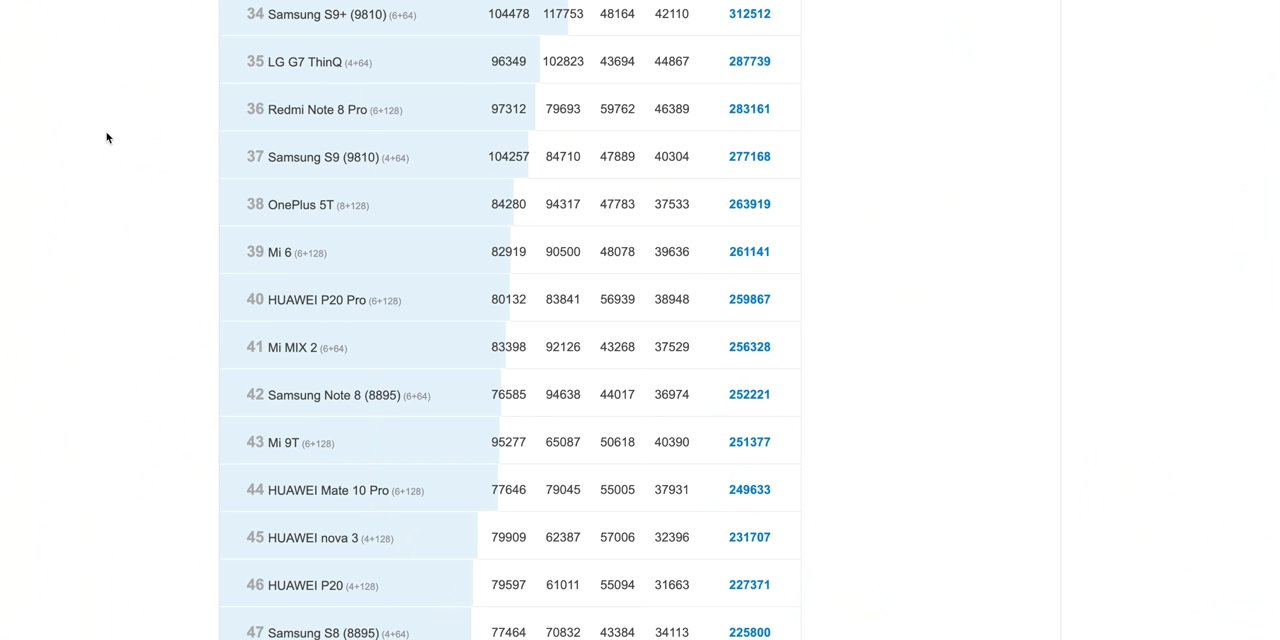 34 Samsung S9+ (9810) (6+64) 104478 117753 48164 42110 312512
35 LG G7 ThinQ (4+64) 96349 102823 43694 44867 287739
36 Redmi Note 8 Pro (6+128) 97312 79693 59762 46389 283161
37 Samsung S9 (9810) (4+64) 104257 84710 47889 40304 277168
38 OnePlus 5T (8+128) 84280 94317 47783 37533 263919
39 Mi 6 (6+128) 82919 90500 48078 39636 261141
40 HUAWEI P20 Pro (6+128) 80132 83841 56939 38948 259867
41 Mi MIX 2 (6+64) 83398 92126 43268 37529 256328
42 Samsung Note 8 (8895) (6+64) 76585 94638 44017 36974 252221
43 Mi 9T (6+128) 95277 65087 50618 40390 251377
44 HUAWEI Mate 10 Pro (6+128) 77646 79045 55005 37931 249633
45 HUAWEI nova 3 (4+128) 79909 62387 57006 32396 231707
46 HUAWEI P20 (4+128) 79597 61011 55094 31663 227371
47 Samsung S8 (8895) (4+64) 77464 70832 43384 34113 225800